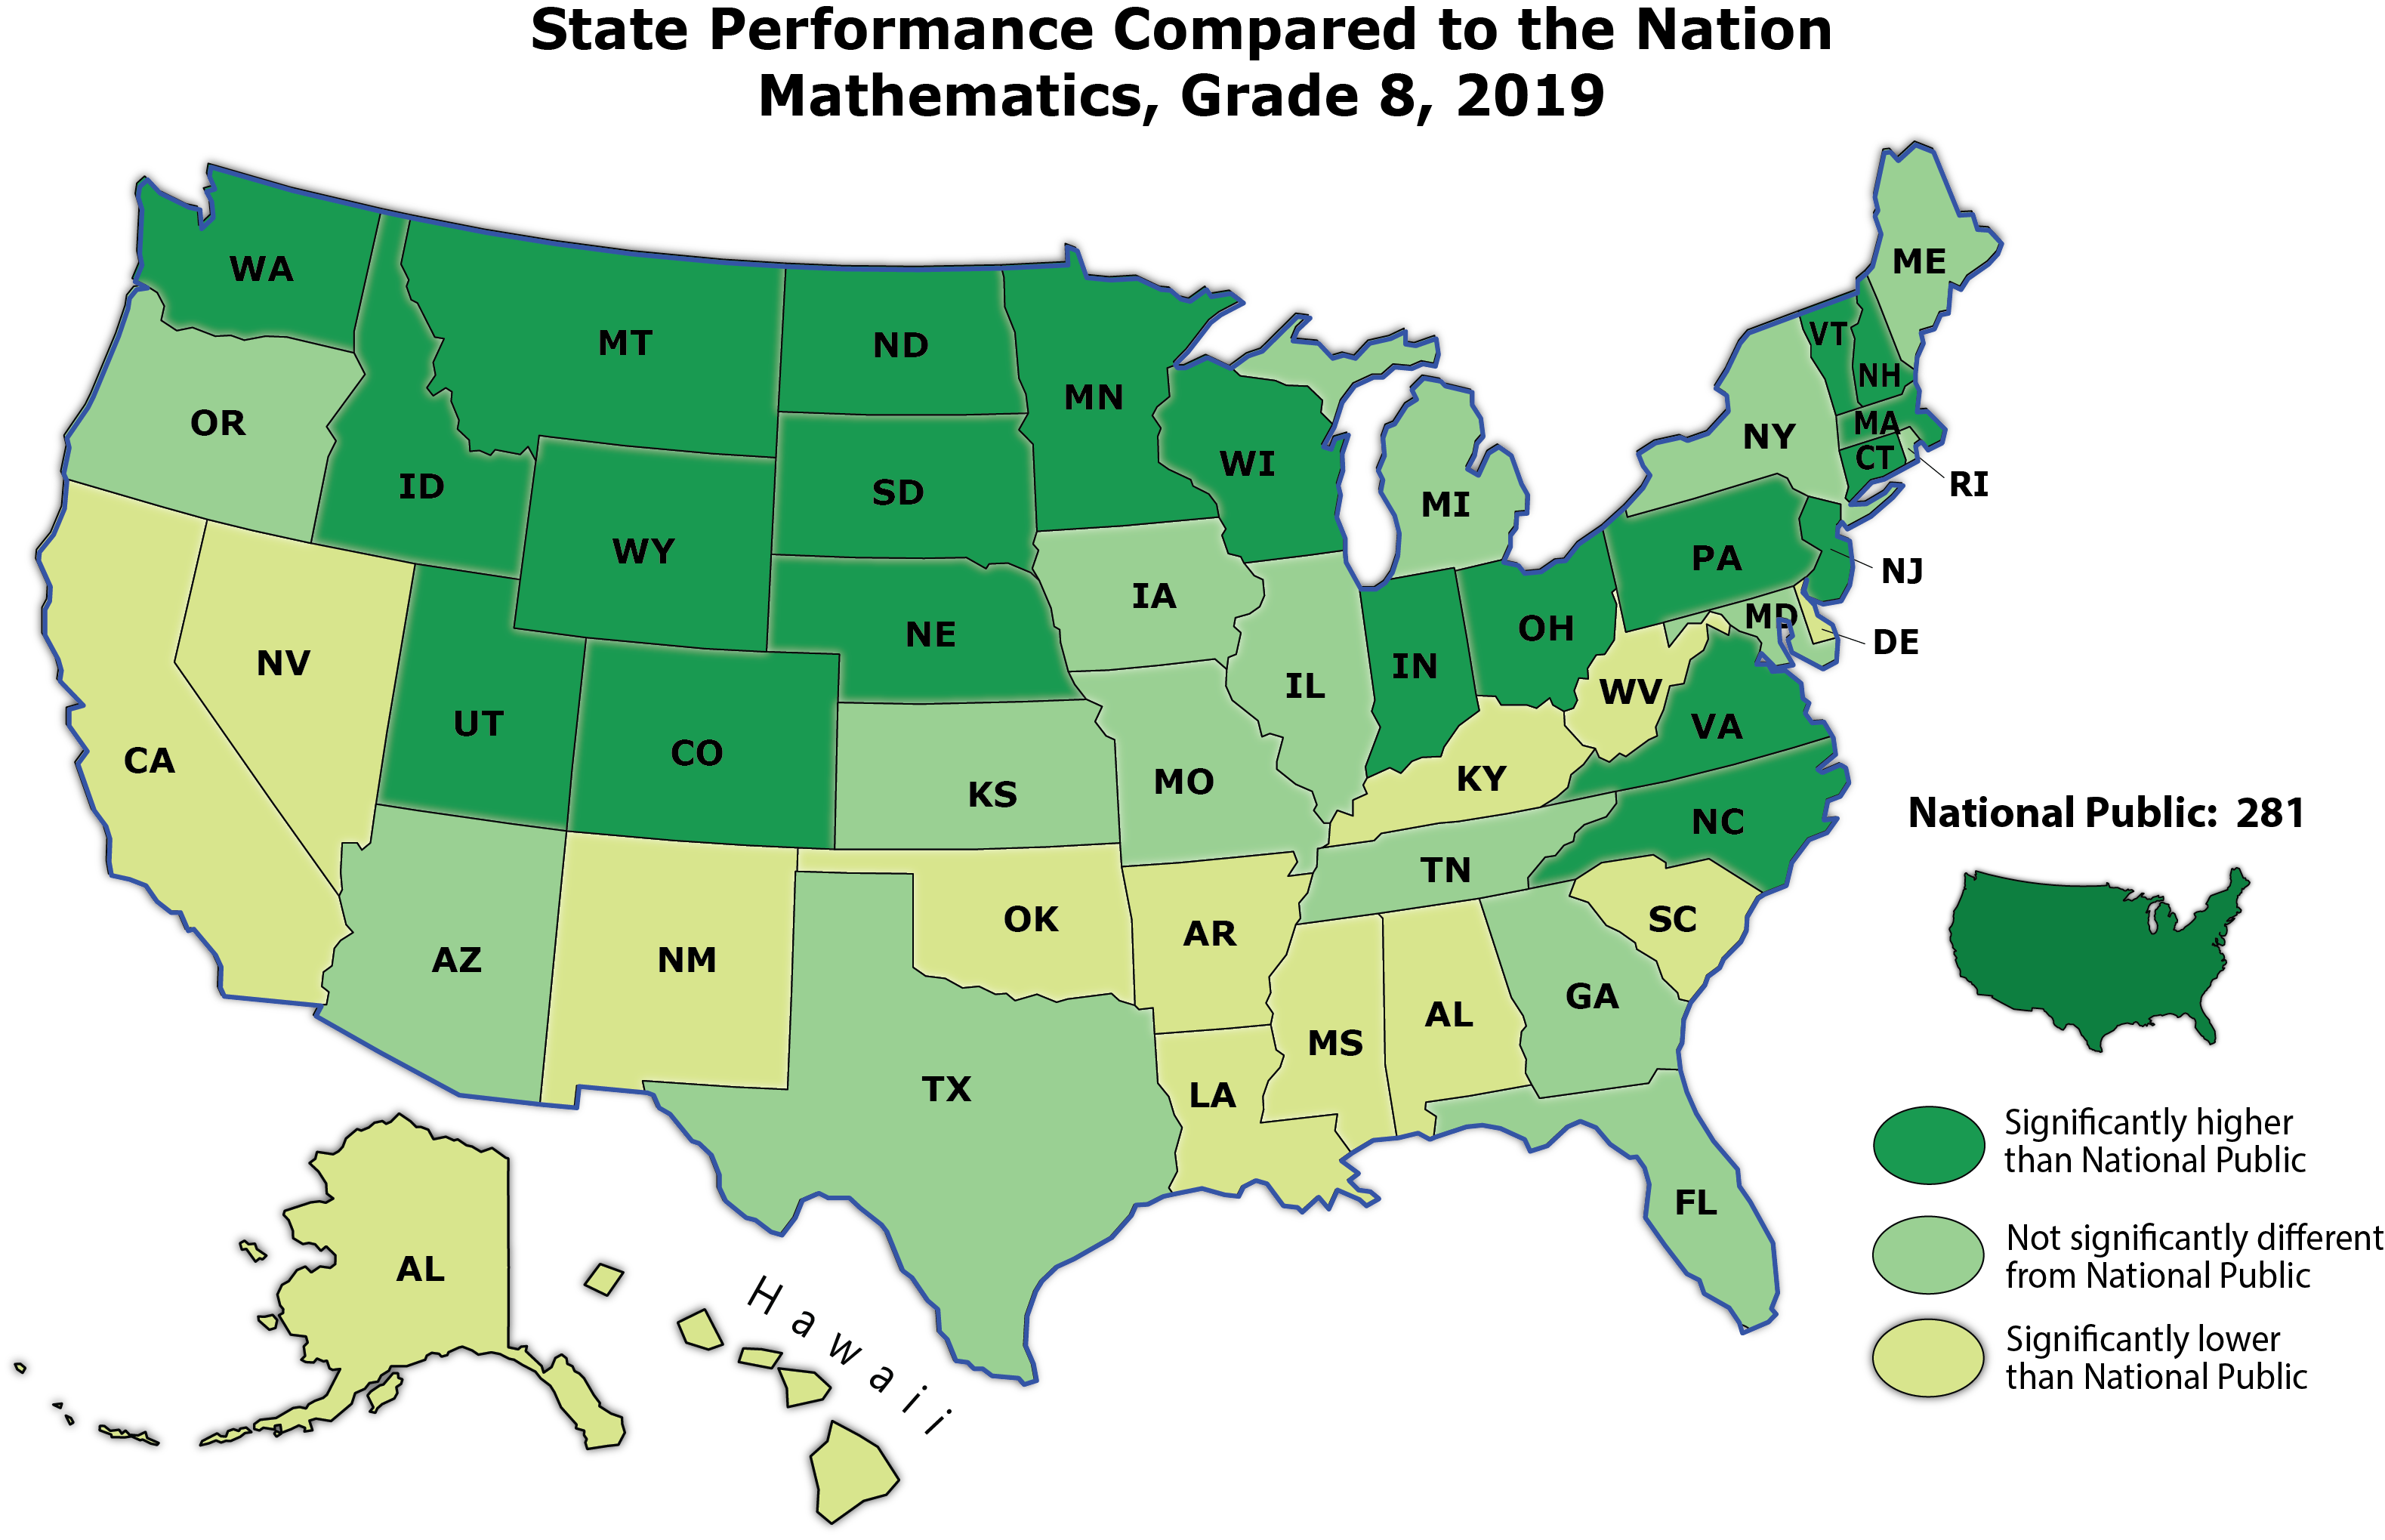 State Performance Compared to the Nation
Mathematics, Grade 8, 2019
WA
MT
ND
MN
ME
VT
NH
OR
ID
SD
WI
MI
NY
MA
CT
RI
WY
IA
PA
NJ
NE
IL
IN
OH
MD
DE
NV
UT
CO
WV
VA
CA
KS
MO
KY
NC
National Public: 281
AZ
NM
OK
AR
TN
SC
TX
LA
MS
AL
GA
FL
AL
Hawaii
Significantly higher
than National Public
Not significantly different
from National Public
Significantly lower
than National Public